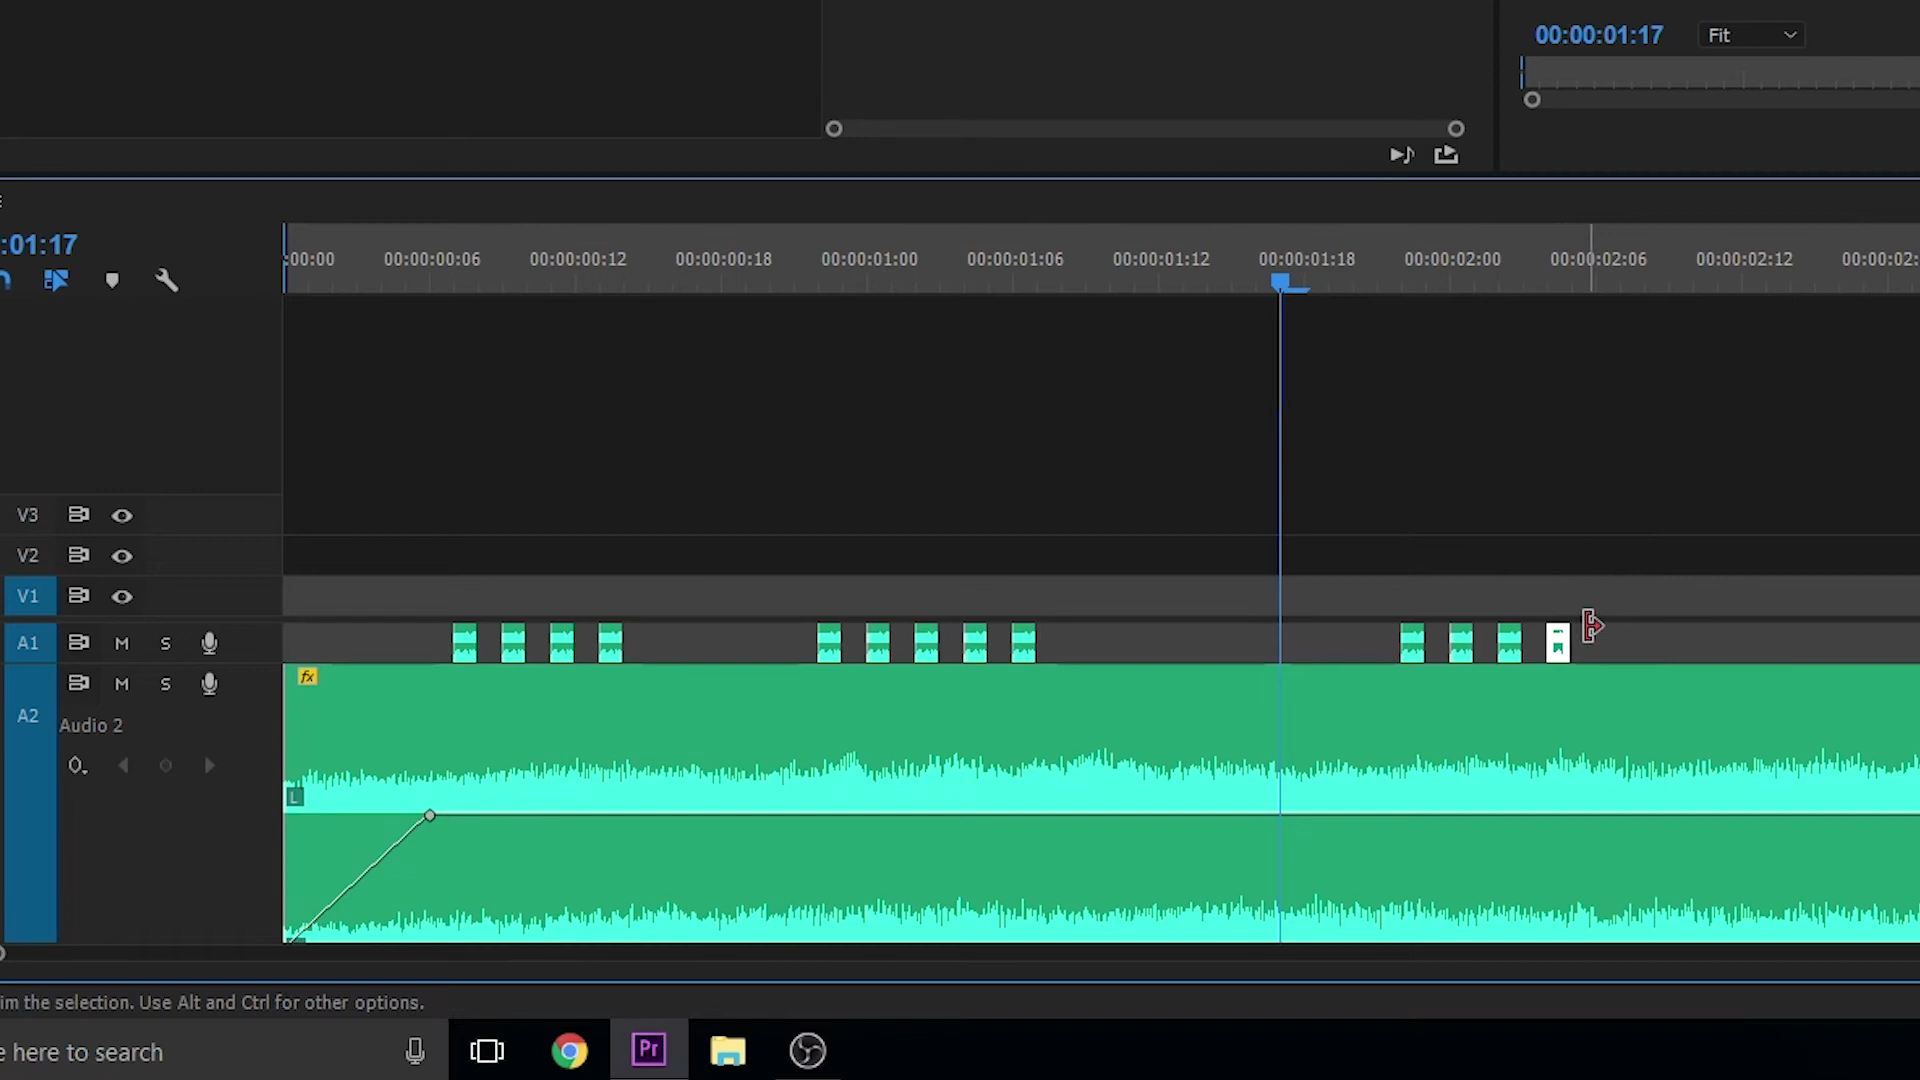 00:00:01:17 Fit
:01:17
:00:00 00:00:00:06 00:00:00:12 00:00:00:18 00:00:01:00 00:00:01:06 00:00:01:12 00:00:01:18 00:00:02:00 00:00:02:06 00:00:02:12 00:00:02:
V3
V2
V1
A1 M S
fx
M S
A2
Audio 2
L
im the selection. Use Alt and Ctrl for other options.
e here to search
Pr